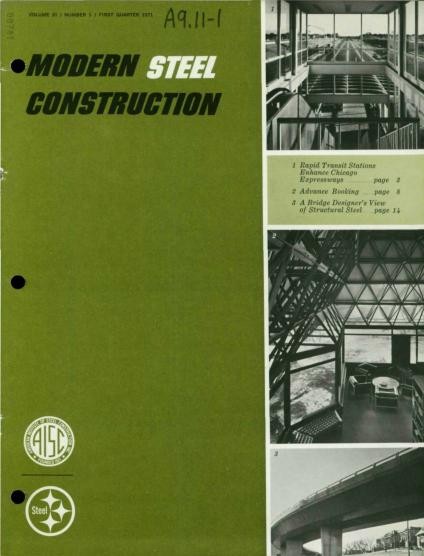 VOLUME XI / NUMBER 1 / FIRST QUARTER 1971
A9.11-1
MODERN STEEL
CONSTRUCTION
1
1 Rapid Transit Stations
Enhance Chicago
Expressways page 3
2 Advance Booking page 8
3 A Bridge Designer's View
of Structural Steel page 14
2
AISC
Steel
3